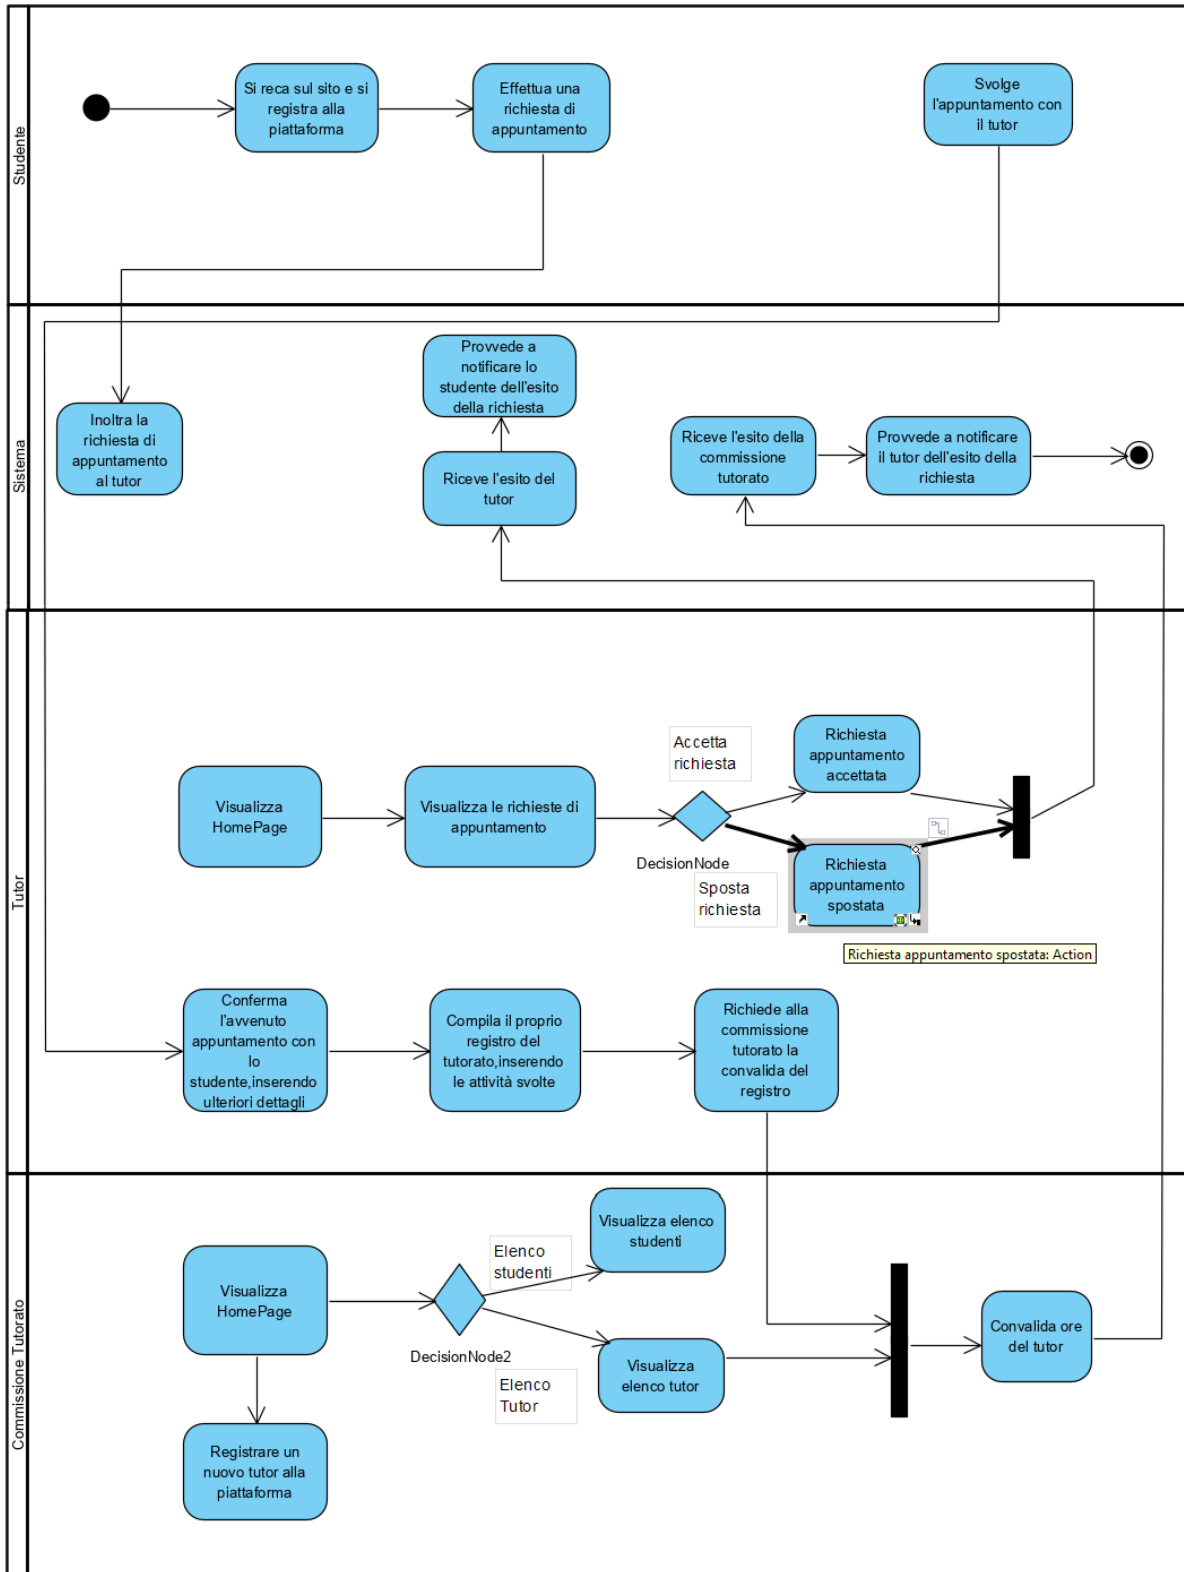 Studente
Si reca sul sito e si
registra alla
piattaforma
Effettua una
richiesta di
appuntamento
Svolge
l'appuntamento con
il tutor
Sistema
Inoltra la
richiesta di
appuntamento
al tutor
Provvede a
notificare lo
studente dell'esito
della richiesta
Riceve l'esito del
tutor
Riceve l'esito della
commissione
tutorato
Provvede a notificare
il tutor dell'esito della
richiesta
Tutor
Visualizza
HomePage
Visualizza le richieste di
appuntamento
Accetta
richiesta
DecisionNode
Sposta
richiesta
Richiesta
appuntamento
accettata
Richiesta
appuntamento
spostata
Richiesta appuntamento spostata: Action
Conferma
l'avvenuto
appuntamento con
lo
studente,inserendo
ulteriori dettagli
Compila il proprio
registro del
tutorato,inserendo
le attività svolte
Richiede alla
commissione
tutorato la
convalida del
registro
Commissione Tutorato
Visualizza
HomePage
Elenco
studenti
DecisionNode2
Elenco
Tutor
Visualizza elenco
studenti
Visualizza
elenco tutor
Convalida ore
del tutor
Registrare un
nuovo tutor alla
piattaforma